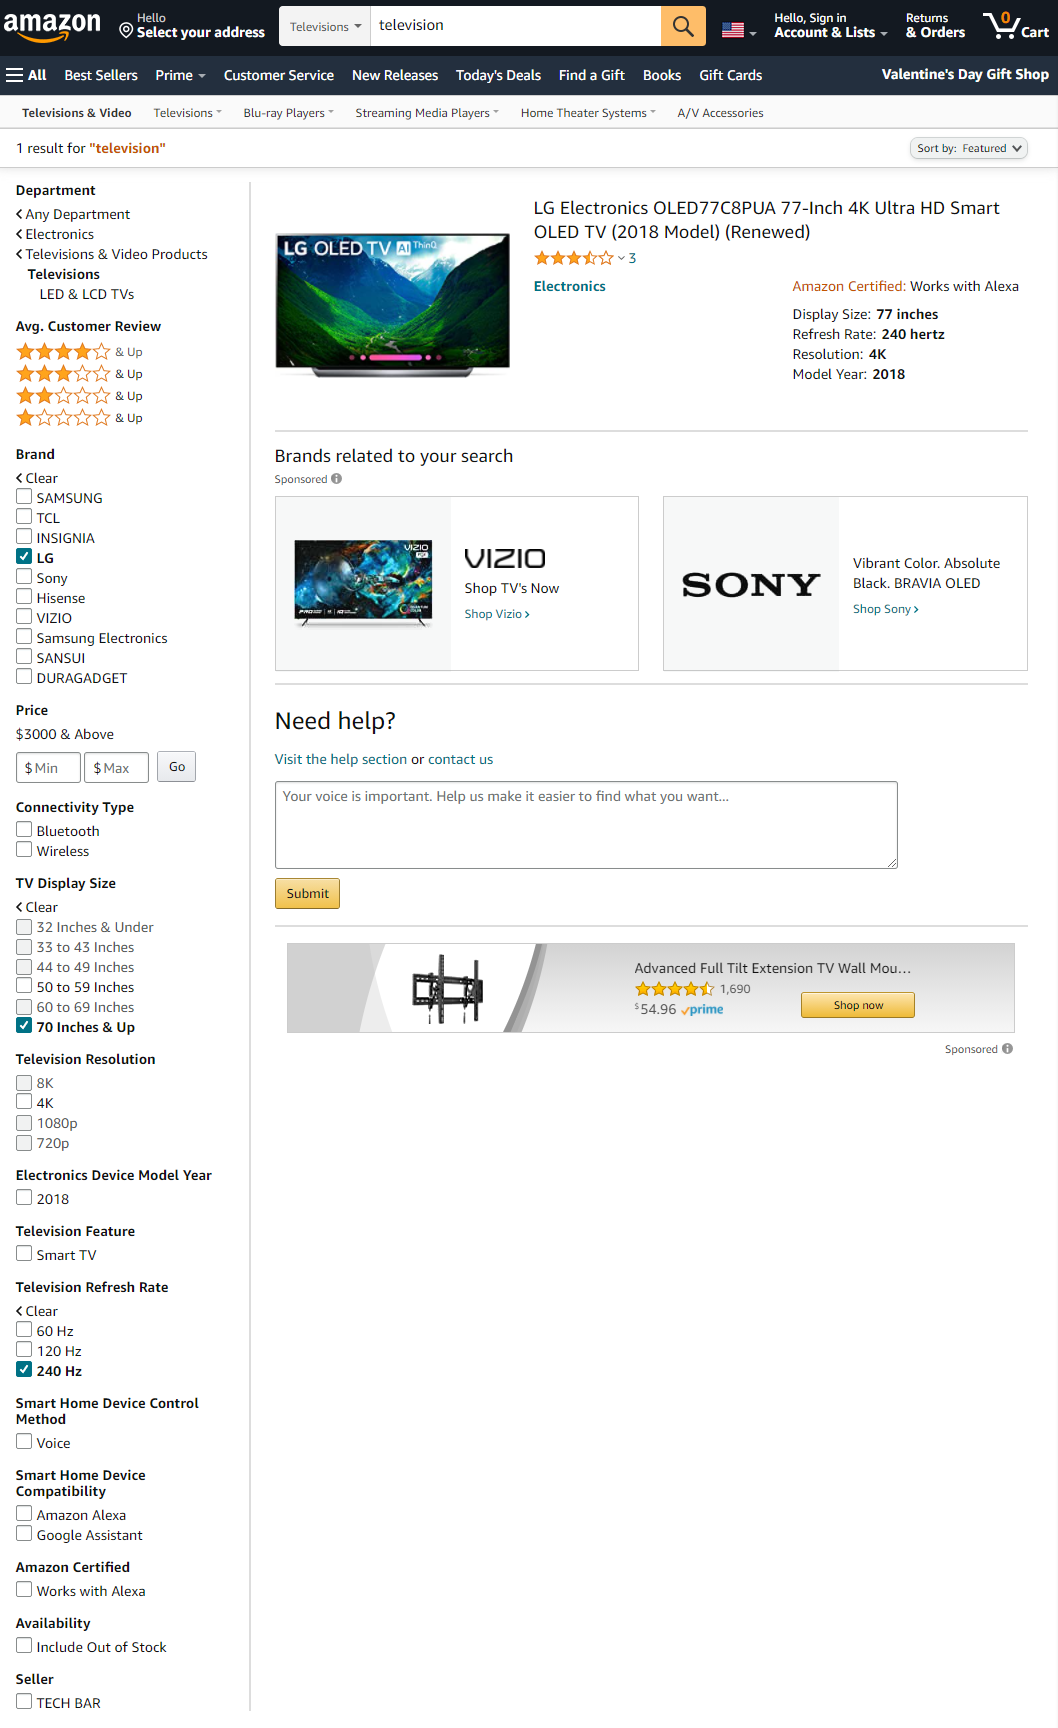 amazon
Hello
Select your address
Televisions
television
Hello, Sign in
Account & Lists
Returns
& Orders
0
Cart
All
Best Sellers
Prime
Customer Service
New Releases
Today's Deals
Find a Gift
Books
Gift Cards
Valentine's Day Gift Shop
Televisions & Video
Televisions
Blu-ray Players
Streaming Media Players
Home Theater Systems
A/V Accessories
1 result for "television"
Sort by: Featured
Department
Any Department
Electronics
Televisions & Video Products
Televisions
LED & LCD TVs
Avg. Customer Review
& Up
& Up
& Up
& Up
Brand
Clear
SAMSUNG
TCL
INSIGNIA
LG
Sony
Hisense
VIZIO
Samsung Electronics
SANSUI
DURAGADGET
Price
$3000 & Above
$ Min
$ Max
Go
Connectivity Type
Bluetooth
Wireless
TV Display Size
Clear
32 Inches & Under
33 to 43 Inches
44 to 49 Inches
50 to 59 Inches
60 to 69 Inches
70 Inches & Up
Television Resolution
8K
4K
1080p
720p
Electronics Device Model Year
2018
Television Feature
Smart TV
Television Refresh Rate
Clear
60 Hz
120 Hz
240 Hz
Smart Home Device Control
Method
Voice
Smart Home Device
Compatibility
Amazon Alexa
Google Assistant
Amazon Certified
Works with Alexa
Availability
Include Out of Stock
Seller
TECH BAR
LG OLED TV AI ThinQ
LG Electronics OLED77C8PUA 77-Inch 4K Ultra HD Smart
OLED TV (2018 Model) (Renewed)
3
Electronics
Amazon Certified: Works with Alexa
Display Size: 77 inches
Refresh Rate: 240 hertz
Resolution: 4K
Model Year: 2018
Brands related to your search
Sponsored
VIZIO
VIZIO
Shop TV's Now
Shop Vizio
SONY
Vibrant Color. Absolute
Black. BRAVIA OLED
Shop Sony
Need help?
Visit the help section or contact us
Your voice is important. Help us make it easier to find what you want...
Submit
Advanced Full Tilt Extension TV Wall Mou...
1,690
$54.96 prime
Shop now
Sponsored